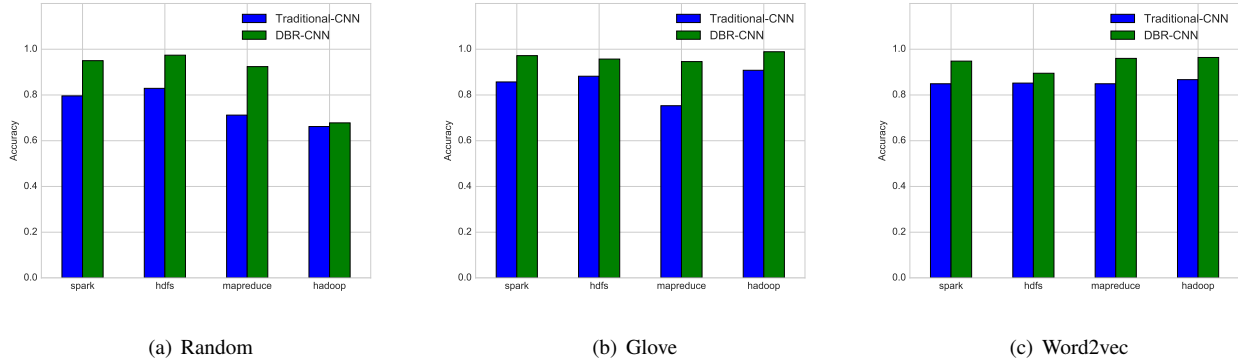 Traditional-CNN
DBR-CNN
1.0
0.8
0.6
0.4
0.2
0.0
Accuracy
spark hdfs mapreduce hadoop
(a) Random
Traditional-CNN
DBR-CNN
1.0
0.8
0.6
0.4
0.2
0.0
Accuracy
spark hdfs mapreduce hadoop
(b) Glove
Traditional-CNN
DBR-CNN
1.0
0.8
0.6
0.4
0.2
0.0
Accuracy
spark hdfs mapreduce hadoop
(c) Word2vec